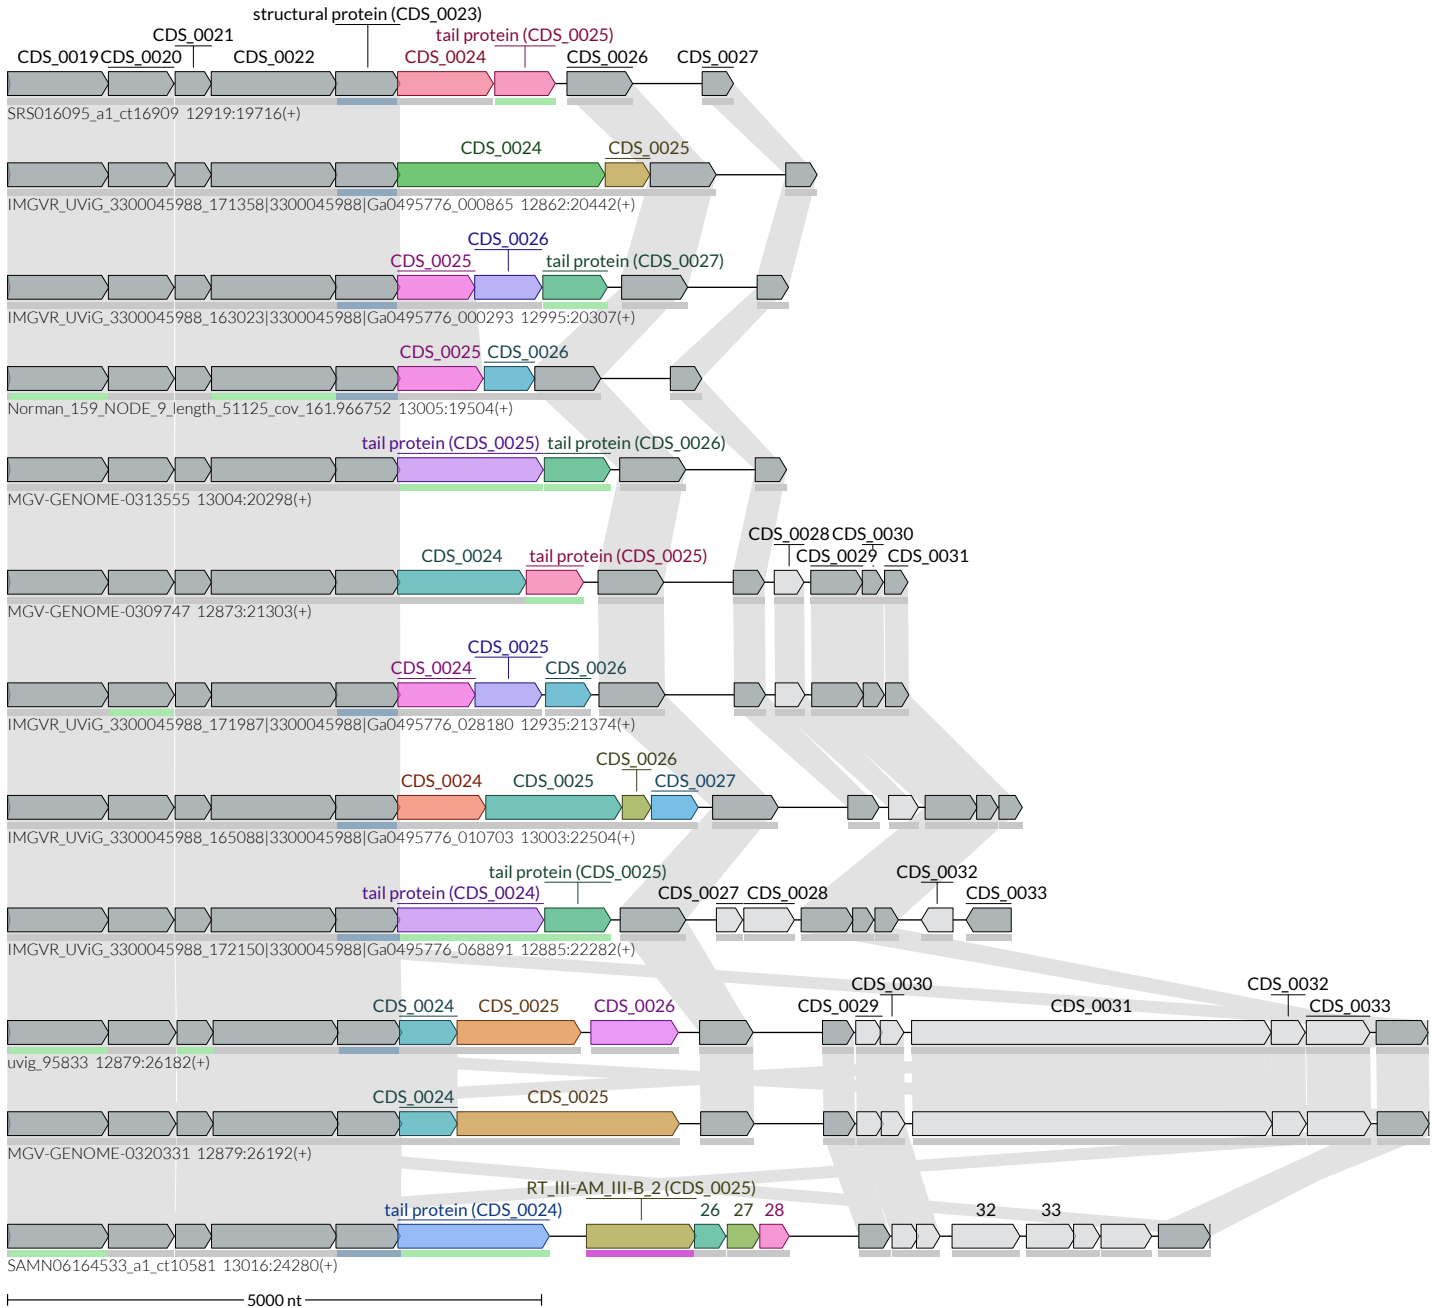 structural protein (CDS_0023)
CDS_0021 tail protein (CDS_0025)
CDS_0019 CDS_0020 CDS_0022 CDS_0024 CDS_0026 CDS_0027
SRS016095_a1_ct16909 12919:19716(+)
CDS_0024 CDS_0025
IMGVR_UViG_3300045988_171358|3300045988|Ga0495776_000865 12862:20442(+)
CDS_0026
CDS_0025 tail protein (CDS_0027)
IMGVR_UViG_3300045988_163023|3300045988|Ga0495776_000293 12995:20307(+)
CDS_0025 CDS_0026
Norman_159_NODE_9_length_51125_cov_161.966752 13005:19504(+)
tail protein (CDS_0025) tail protein (CDS_0026)
MGV-GENOME-0313555 13004:20298(+)
CDS_0028 CDS_0030
CDS_0024 tail protein (CDS_0025) CDS_0029 CDS_0031
MGV-GENOME-0309747 12873:21303(+)
CDS_0025
CDS_0024 CDS_0026
IMGVR_UViG_3300045988_171987|3300045988|Ga0495776_028180 12935:21374(+)
CDS_0026
CDS_0024 CDS_0025 CDS_0027
IMGVR_UViG_3300045988_165088|3300045988|Ga0495776_010703 13003:22504(+)
tail protein (CDS_0025) CDS_0032
tail protein (CDS_0024) CDS_0027 CDS_0028 CDS_0033
IMGVR_UViG_3300045988_172150|3300045988|Ga0495776_068891 12885:22282(+)
CDS_0030 CDS_0032
CDS_0024 CDS_0025 CDS_0026 CDS_0029 CDS_0031 CDS_0033
uvig_95833 12879:26182(+)
CDS_0024 CDS_0025
MGV-GENOME-0320331 12879:26192(+)
RT_III-AM_III-B_2 (CDS_0025)
tail protein (CDS_0024) 26 27 28 32 33
SAMN06164533_a1_ct10581 13016:24280(+)
5000 nt